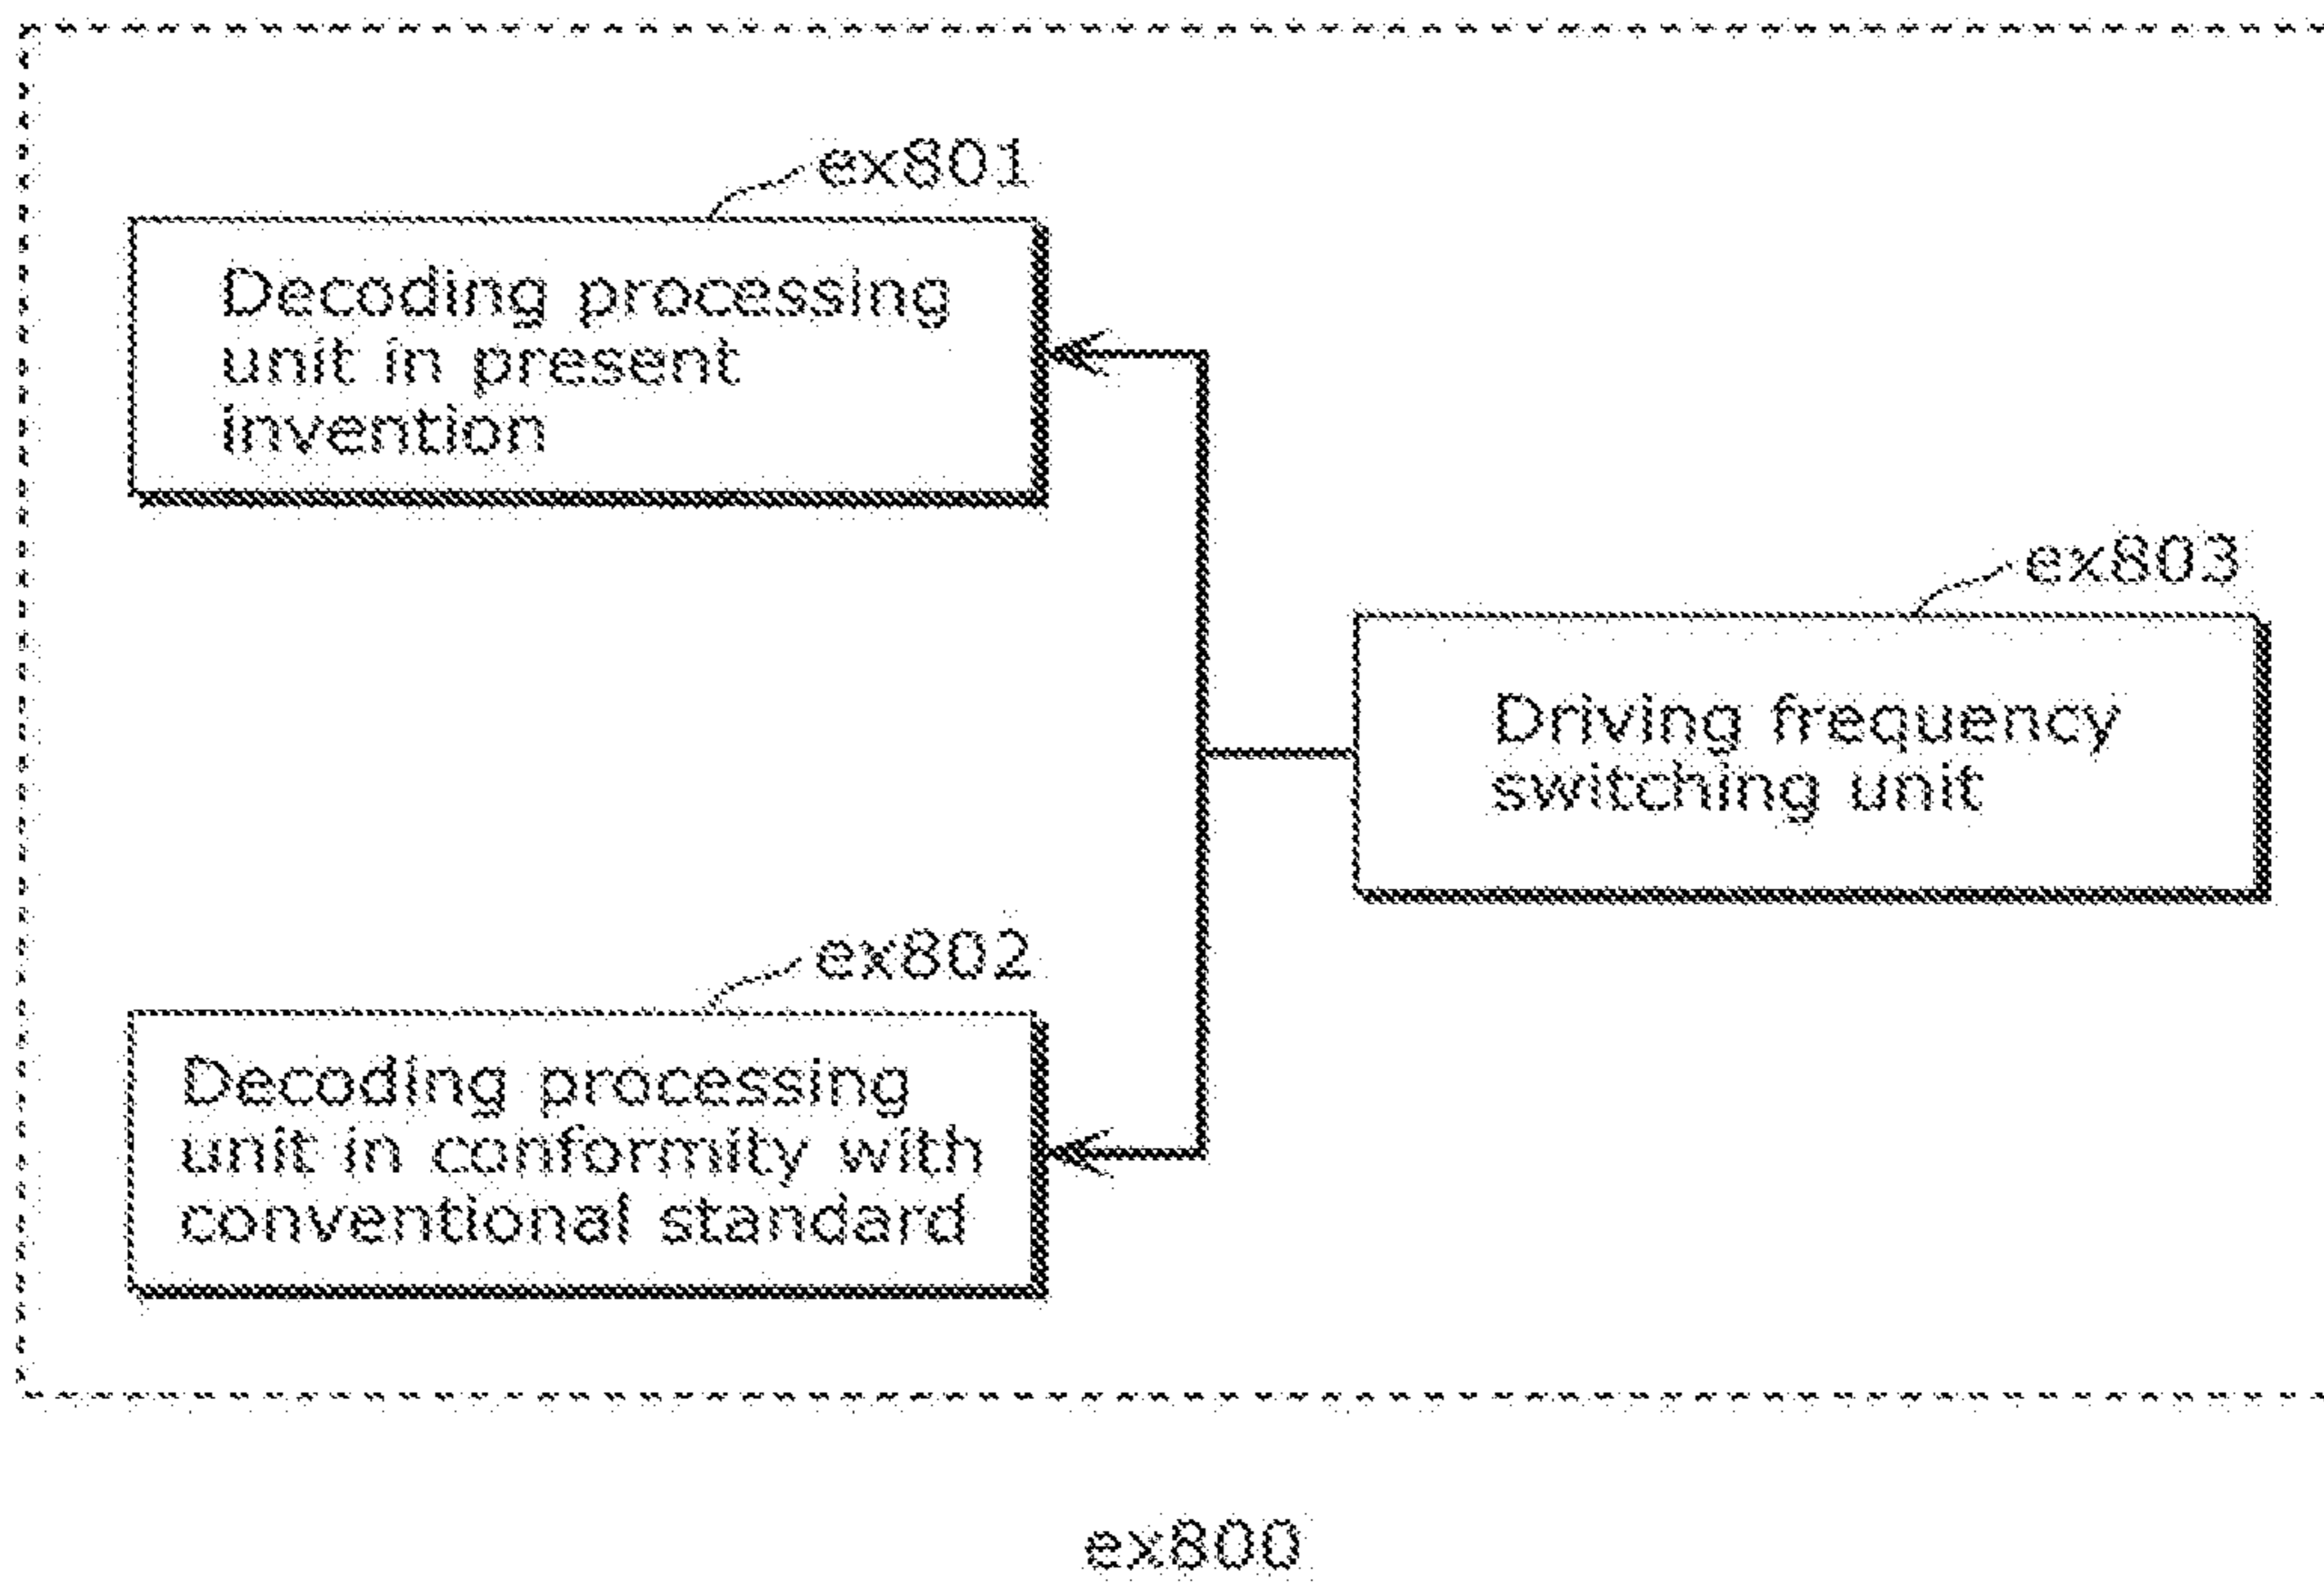 ex801
Decoding processing
unit in present
invention
ex803
Driving frequency
switching unit
ex802
Decoding processing
unit in conformity with
conventional standard
ex800